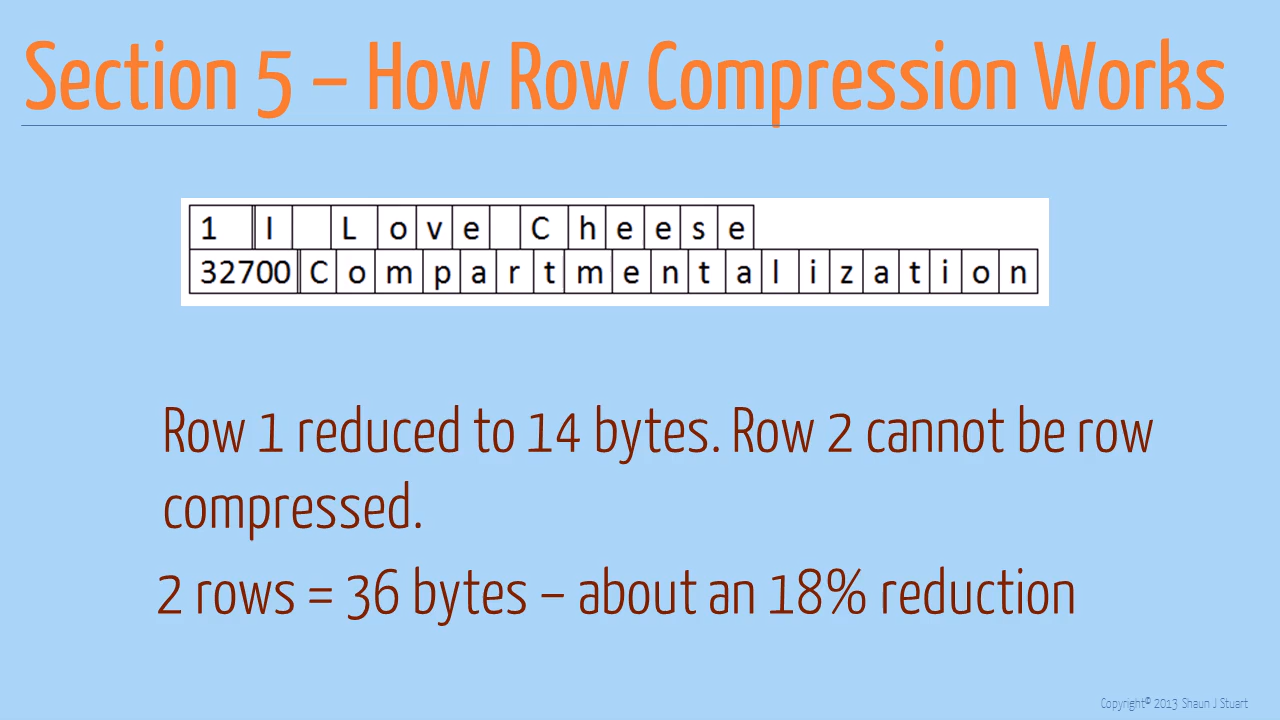 Section 5 – How Row Compression Works
1 I Love Cheese
32700 Compartmentalization
Row 1 reduced to 14 bytes. Row 2 cannot be row
compressed.
2 rows = 36 bytes – about an 18% reduction
Copyright© 2013 Shaun J Stuart